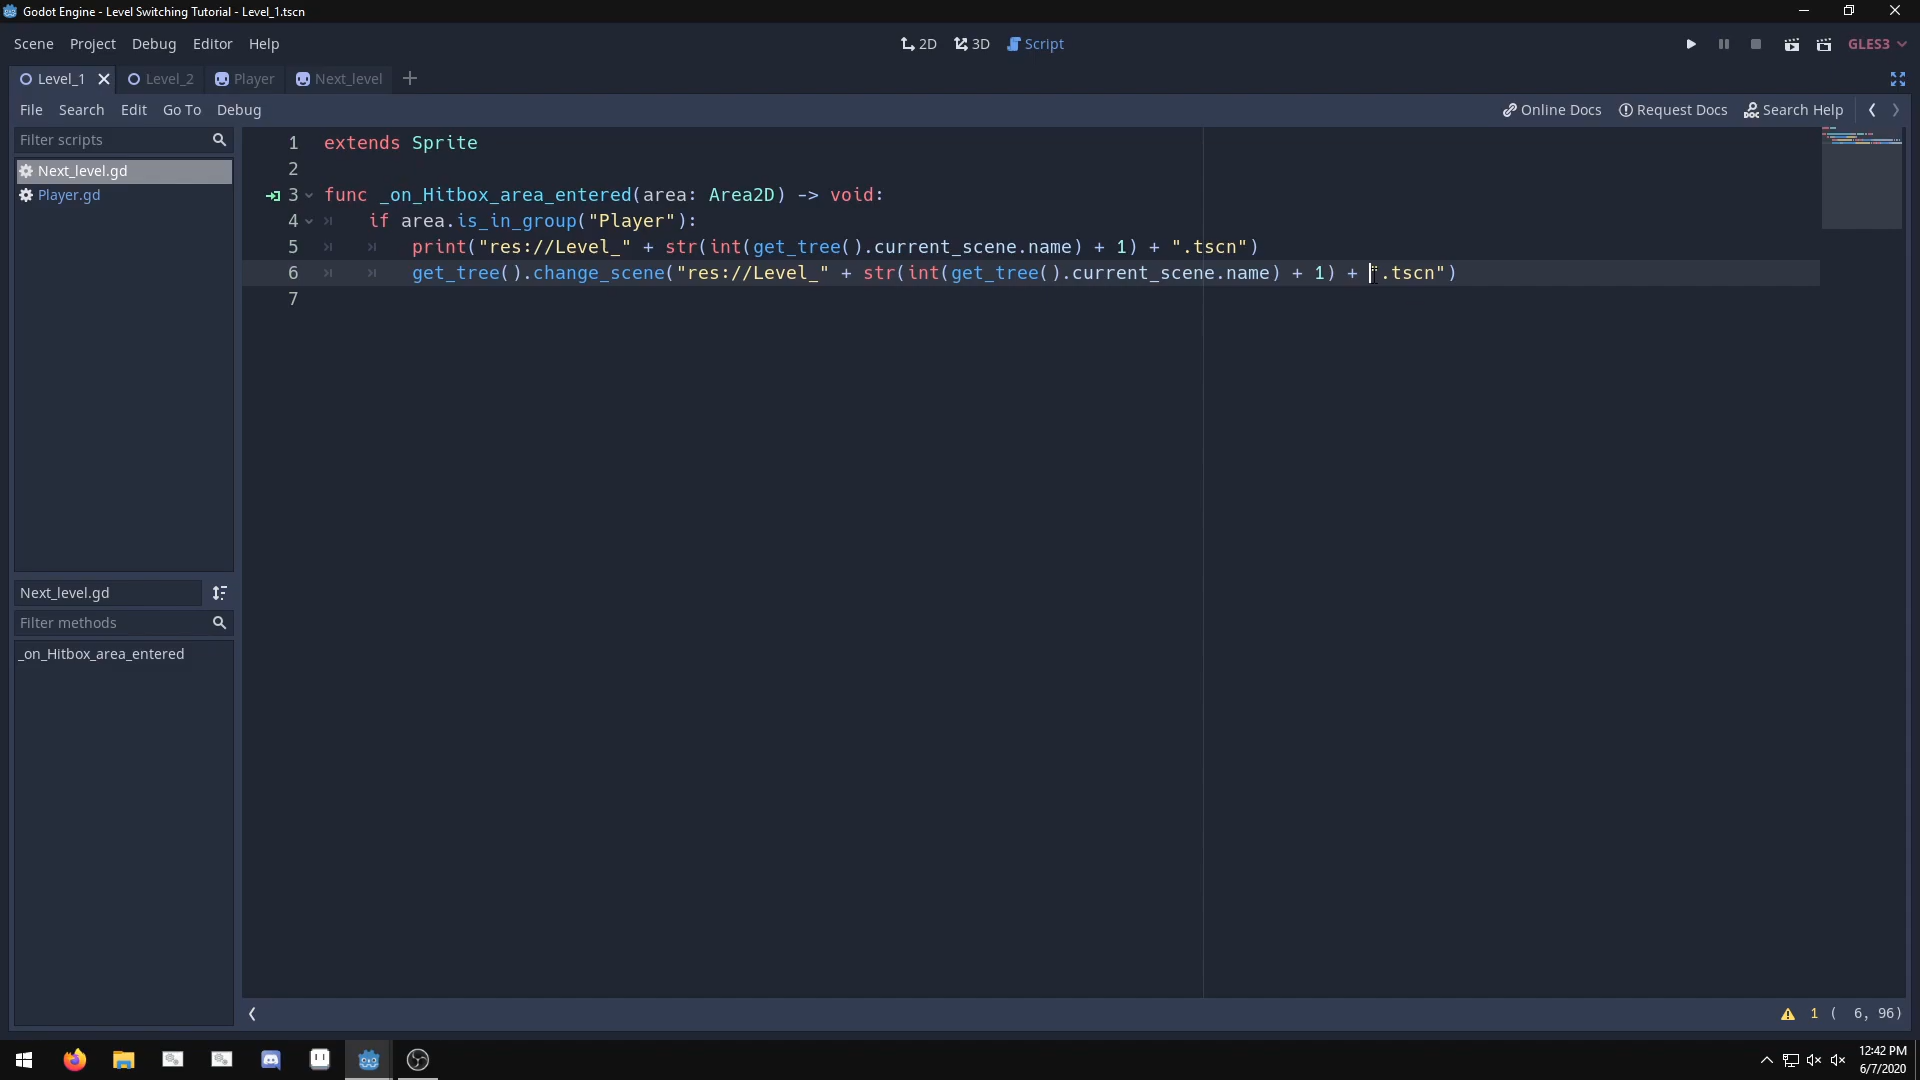 Godot Engine - Level Switching Tutorial - Level_1.tscn
Scene Project Debug Editor Help 2D 3D Script GLES3
Level_1 Level_2 Player Next_level
File Search Edit Go To Debug Online Docs Request Docs Search Help
Filter scripts
Next_level.gd
Player.gd
Next_level.gd
Filter methods
_on_Hitbox_area_entered
1 extends Sprite
2
3 func _on_Hitbox_area_entered(area: Area2D) -> void:
4 if area.is_in_group("Player"):
5 print("res://Level_" + str(int(get_tree().current_scene.name) + 1) + ".tscn")
6 get_tree().change_scene("res://Level_" + str(int(get_tree().current_scene.name) + 1) + ".tscn")
7
1 ( 6, 96)
12:42 PM
6/7/2020